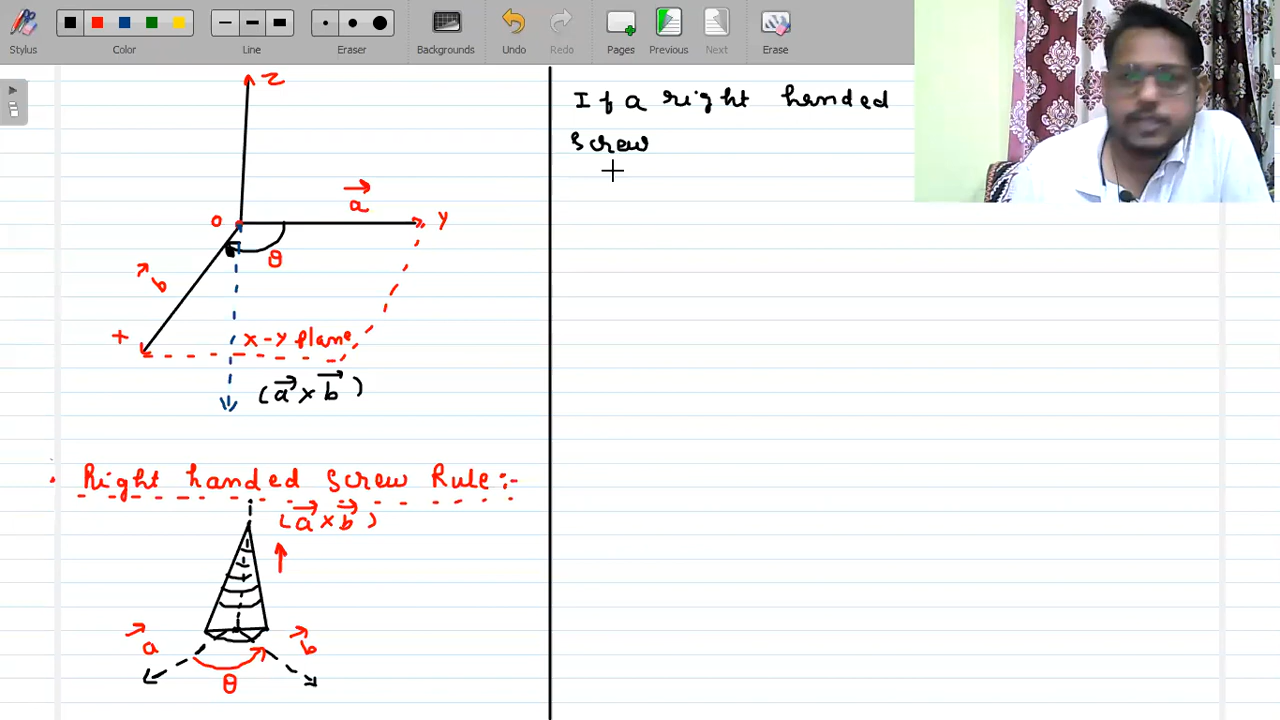 Stylus
Color
Line
Eraser
Backgrounds
Undo
Redo
Pages
Previous
Next
Erase
Z
O
→
a
Y
θ
→
b
X
X-Y plane
(a⃗ × b⃗)
Right handed Screw Rule:-
(a⃗ × b⃗)
→
a
→
b
θ
If a right handed
screw